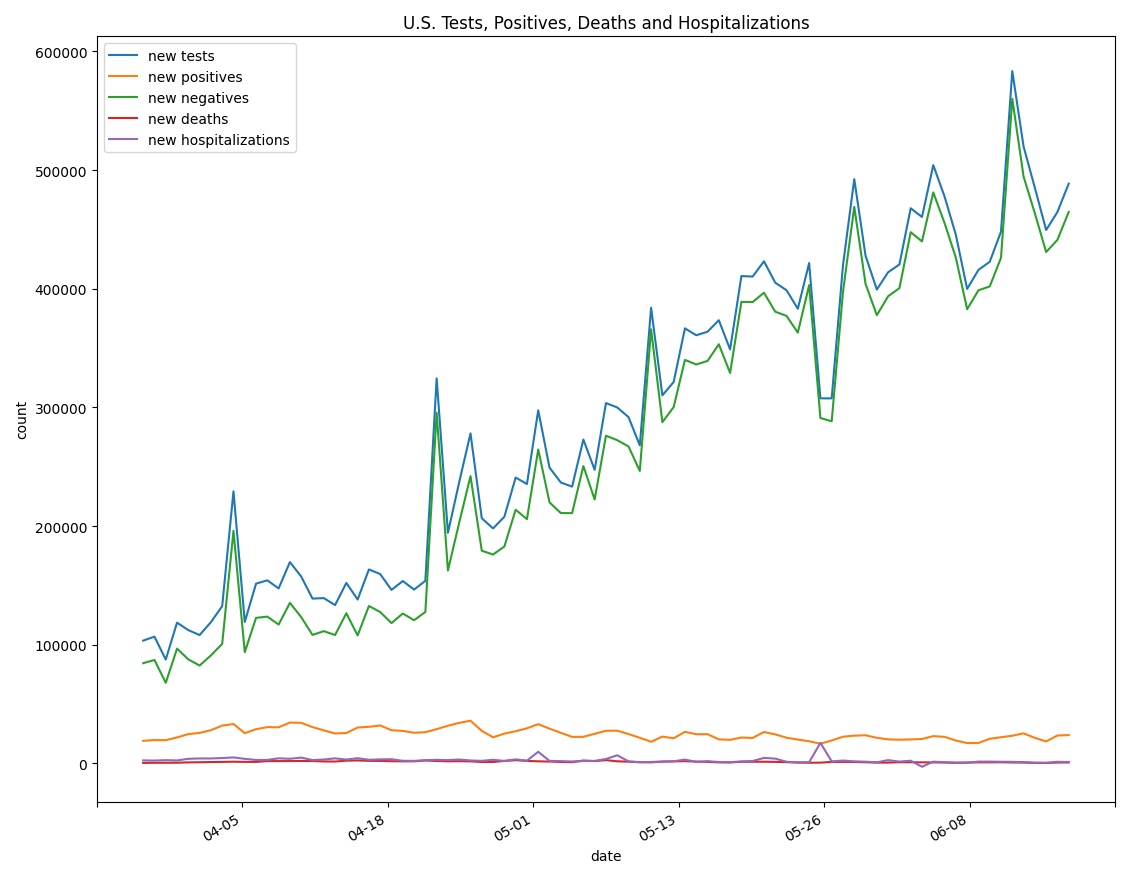 U.S. Tests, Positives, Deaths and Hospitalizations
600000
500000
400000
300000
200000
100000
0
count
new tests
new positives
new negatives
new deaths
new hospitalizations
04-05
04-18
05-01
05-13
05-26
06-08
date